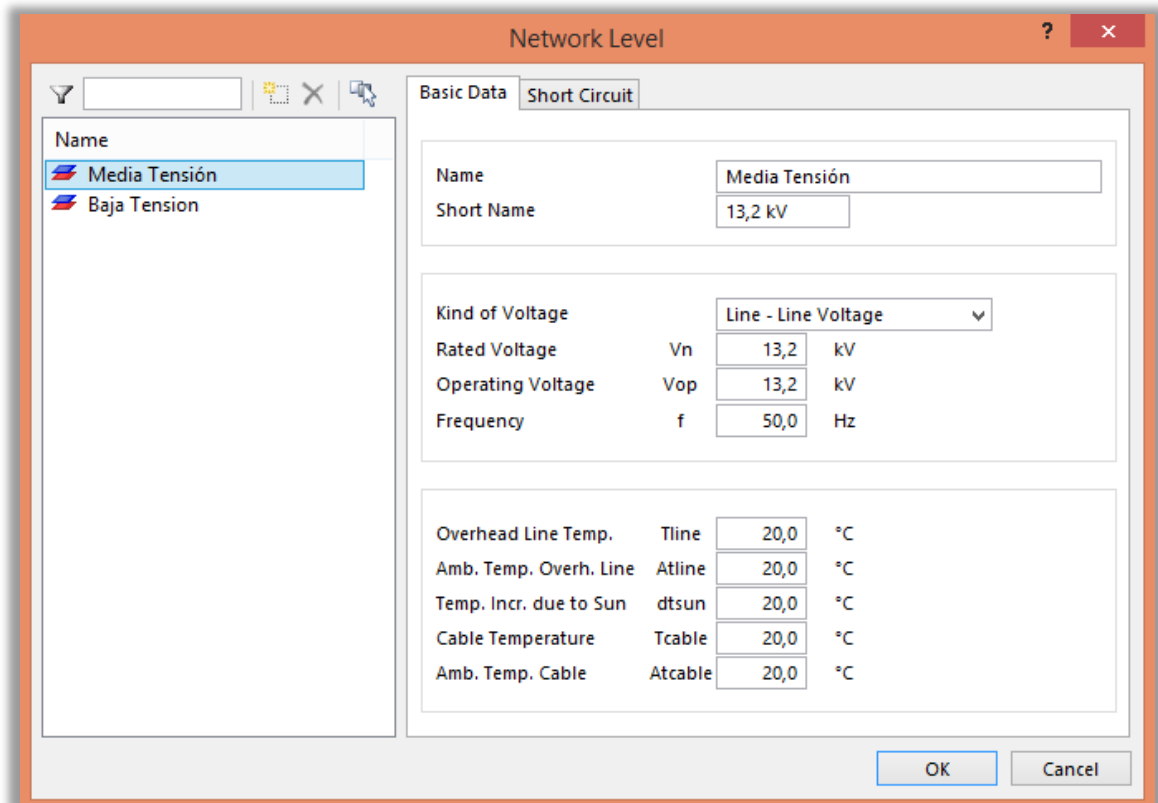 Network Level
?
×
Name
Media Tensión
Baja Tension
Basic Data
Short Circuit
Name Media Tensión
Short Name 13,2 kV
Kind of Voltage Line - Line Voltage
Rated Voltage Vn 13,2 kV
Operating Voltage Vop 13,2 kV
Frequency f 50,0 Hz
Overhead Line Temp. Tline 20,0 °C
Amb. Temp. Overh. Line Atline 20,0 °C
Temp. Incr. due to Sun dtsun 20,0 °C
Cable Temperature Tcable 20,0 °C
Amb. Temp. Cable Atcable 20,0 °C
OK
Cancel